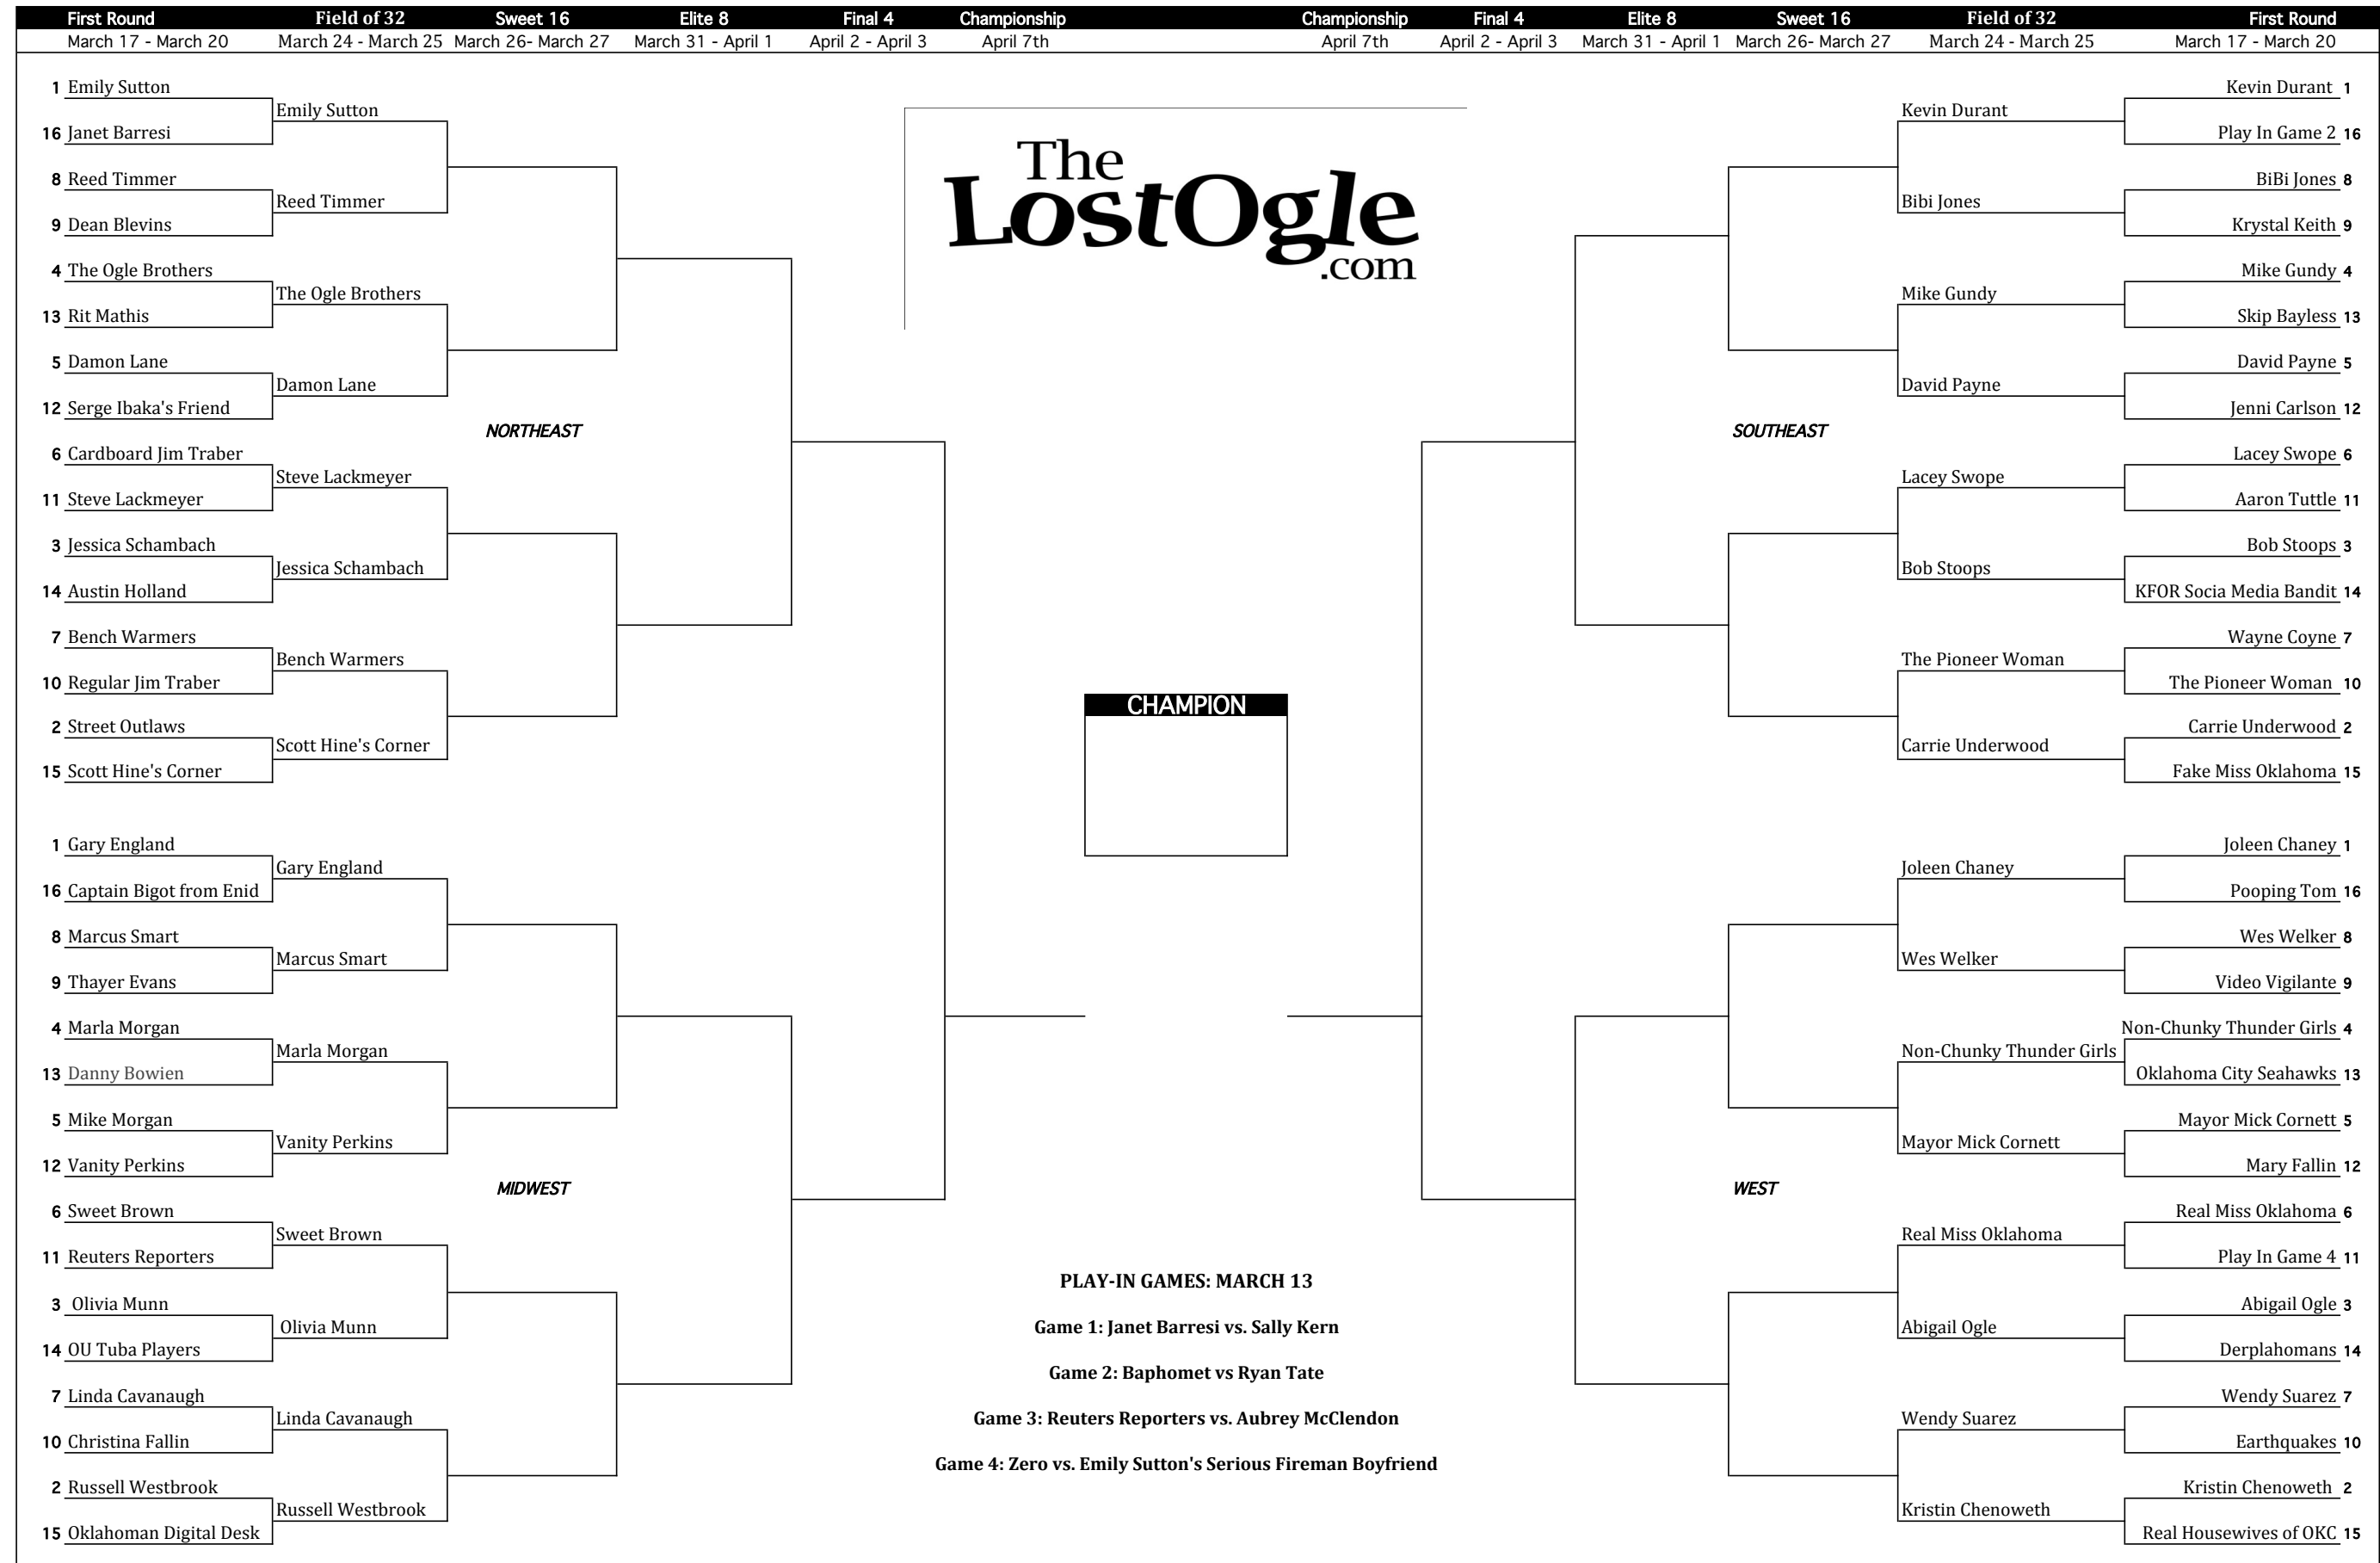 First Round Field of 32 Sweet 16 Elite 8 Final 4 Championship Championship Final 4 Elite 8 Sweet 16 Field of 32 First Round
March 17 - March 20 March 24 - March 25 March 26- March 27 March 31 - April 1 April 2 - April 3 April 7th April 7th April 2 - April 3 March 31 - April 1 March 26- March 27 March 24 - March 25 March 17 - March 20
1 Emily Sutton
Emily Sutton
16 Janet Barresi
8 Reed Timmer
Reed Timmer
9 Dean Blevins
4 The Ogle Brothers
The Ogle Brothers
13 Rit Mathis
5 Damon Lane
Damon Lane
12 Serge Ibaka's Friend
NORTHEAST
6 Cardboard Jim Traber
Steve Lackmeyer
11 Steve Lackmeyer
3 Jessica Schambach
Jessica Schambach
14 Austin Holland
7 Bench Warmers
Bench Warmers
10 Regular Jim Traber
2 Street Outlaws
Scott Hine's Corner
15 Scott Hine's Corner
1 Gary England
Gary England
16 Captain Bigot from Enid
8 Marcus Smart
Marcus Smart
9 Thayer Evans
4 Marla Morgan
Marla Morgan
13 Danny Bowien
5 Mike Morgan
Vanity Perkins
12 Vanity Perkins
MIDWEST
6 Sweet Brown
Sweet Brown
11 Reuters Reporters
3 Olivia Munn
Olivia Munn
14 OU Tuba Players
7 Linda Cavanaugh
Linda Cavanaugh
10 Christina Fallin
2 Russell Westbrook
Russell Westbrook
15 Oklahoman Digital Desk
The
LostOgle
.com
CHAMPION
PLAY-IN GAMES: MARCH 13
Game 1: Janet Barresi vs. Sally Kern
Game 2: Baphomet vs Ryan Tate
Game 3: Reuters Reporters vs. Aubrey McClendon
Game 4: Zero vs. Emily Sutton's Serious Fireman Boyfriend
Kevin Durant 1
Kevin Durant
Play In Game 2 16
BiBi Jones 8
Bibi Jones
Krystal Keith 9
Mike Gundy 4
Mike Gundy
Skip Bayless 13
David Payne 5
David Payne
Jenni Carlson 12
SOUTHEAST
Lacey Swope 6
Lacey Swope
Aaron Tuttle 11
Bob Stoops 3
Bob Stoops
KFOR Socia Media Bandit 14
Wayne Coyne 7
The Pioneer Woman
The Pioneer Woman 10
Carrie Underwood 2
Carrie Underwood
Fake Miss Oklahoma 15
Joleen Chaney 1
Joleen Chaney
Pooping Tom 16
Wes Welker 8
Wes Welker
Video Vigilante 9
Non-Chunky Thunder Girls 4
Non-Chunky Thunder Girls
Oklahoma City Seahawks 13
Mayor Mick Cornett 5
Mayor Mick Cornett
Mary Fallin 12
WEST
Real Miss Oklahoma 6
Real Miss Oklahoma
Play In Game 4 11
Abigail Ogle 3
Abigail Ogle
Derplahomans 14
Wendy Suarez 7
Wendy Suarez
Earthquakes 10
Kristin Chenoweth 2
Kristin Chenoweth
Real Housewives of OKC 15